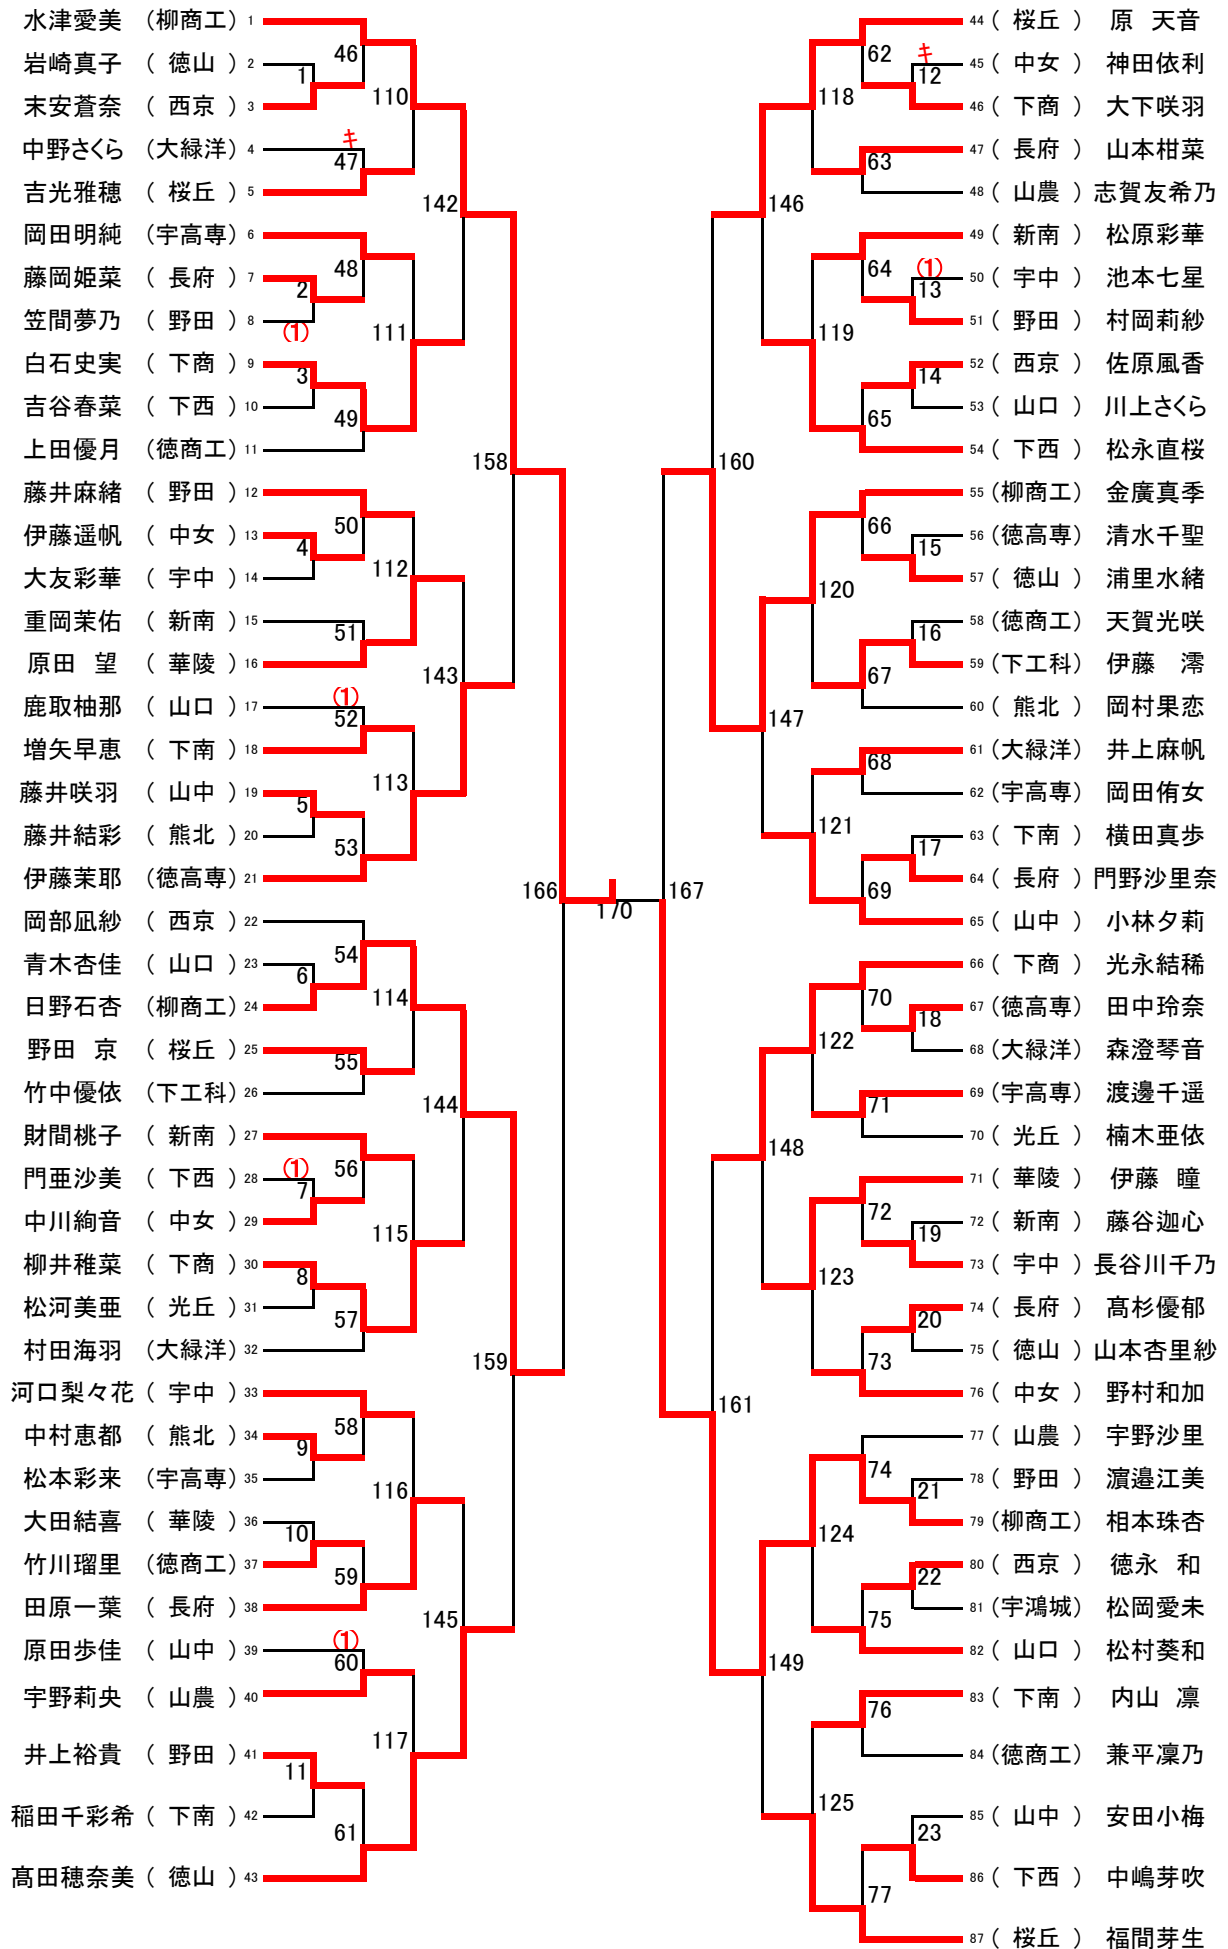 水津愛美 (柳商工) 1
岩崎真子 ( 徳山 ) 2
末安蒼奈 ( 西京 ) 3
中野さくら (大緑洋) 4
吉光雅穂 ( 桜丘 ) 5
岡田明純 (宇高専) 6
藤岡姫菜 ( 長府 ) 7
笠間夢乃 ( 野田 ) 8
白石史実 ( 下商 ) 9
吉谷春菜 ( 下西 ) 10
上田優月 (徳商工) 11
藤井麻緒 ( 野田 ) 12
伊藤遥帆 ( 中女 ) 13
大友彩華 ( 宇中 ) 14
重岡茉佑 ( 新南 ) 15
原田 望 ( 華陵 ) 16
鹿取柚那 ( 山口 ) 17
増矢早恵 ( 下南 ) 18
藤井咲羽 ( 山中 ) 19
藤井結彩 ( 熊北 ) 20
伊藤茉耶 (徳高専) 21
岡部凪紗 ( 西京 ) 22
青木杏佳 ( 山口 ) 23
日野石杏 (柳商工) 24
野田 京 ( 桜丘 ) 25
竹中優依 (下工科) 26
財間桃子 ( 新南 ) 27
門亜沙美 ( 下西 ) 28
中川絢音 ( 中女 ) 29
柳井稚菜 ( 下商 ) 30
松河美亜 ( 光丘 ) 31
村田海羽 (大緑洋) 32
河口梨々花 ( 宇中 ) 33
中村恵都 ( 熊北 ) 34
松本彩来 (宇高専) 35
大田結喜 ( 華陵 ) 36
竹川瑠里 (徳商工) 37
田原一葉 ( 長府 ) 38
原田歩佳 ( 山中 ) 39
宇野莉央 ( 山農 ) 40
井上裕貴 ( 野田 ) 41
稲田千彩希 ( 下南 ) 42
髙田穂奈美 ( 徳山 ) 43
1
2
(1)
3
4
5
6
(1)
7
8
9
10
11
46
キ
47
48
49
50
51
(1)
52
53
54
55
56
57
58
59
(1)
60
61
110
111
112
113
114
115
116
117
142
143
144
145
158
159
166
170
167
160
161
146
147
148
149
118
119
120
121
122
123
124
125
62
63
64
65
66
67
68
69
70
71
72
73
74
75
76
77
キ
12
(1)
13
14
15
16
17
18
19
20
21
22
23
44 ( 桜丘 ) 原 天音
45 ( 中女 ) 神田依利
46 ( 下商 ) 大下咲羽
47 ( 長府 ) 山本柑菜
48 ( 山農 ) 志賀友希乃
49 ( 新南 ) 松原彩華
50 ( 宇中 ) 池本七星
51 ( 野田 ) 村岡莉紗
52 ( 西京 ) 佐原風香
53 ( 山口 ) 川上さくら
54 ( 下西 ) 松永直桜
55 (柳商工) 金廣真季
56 (徳高専) 清水千聖
57 ( 徳山 ) 浦里水緒
58 (徳商工) 天賀光咲
59 (下工科) 伊藤 澪
60 ( 熊北 ) 岡村果恋
61 (大緑洋) 井上麻帆
62 (宇高専) 岡田侑女
63 ( 下南 ) 横田真歩
64 ( 長府 ) 門野沙里奈
65 ( 山中 ) 小林夕莉
66 ( 下商 ) 光永結稀
67 (徳高専) 田中玲奈
68 (大緑洋) 森澄琴音
69 (宇高専) 渡邊千遥
70 ( 光丘 ) 楠木亜依
71 ( 華陵 ) 伊藤 瞳
72 ( 新南 ) 藤谷迦心
73 ( 宇中 ) 長谷川千乃
74 ( 長府 ) 髙杉優郁
75 ( 徳山 ) 山本杏里紗
76 ( 中女 ) 野村和加
77 ( 山農 ) 宇野沙里
78 ( 野田 ) 濵邉江美
79 (柳商工) 相本珠杏
80 ( 西京 ) 徳永 和
81 (宇鴻城) 松岡愛未
82 ( 山口 ) 松村葵和
83 ( 下南 ) 内山 凛
84 (徳商工) 兼平凜乃
85 ( 山中 ) 安田小梅
86 ( 下西 ) 中嶋芽吹
87 ( 桜丘 ) 福間芽生